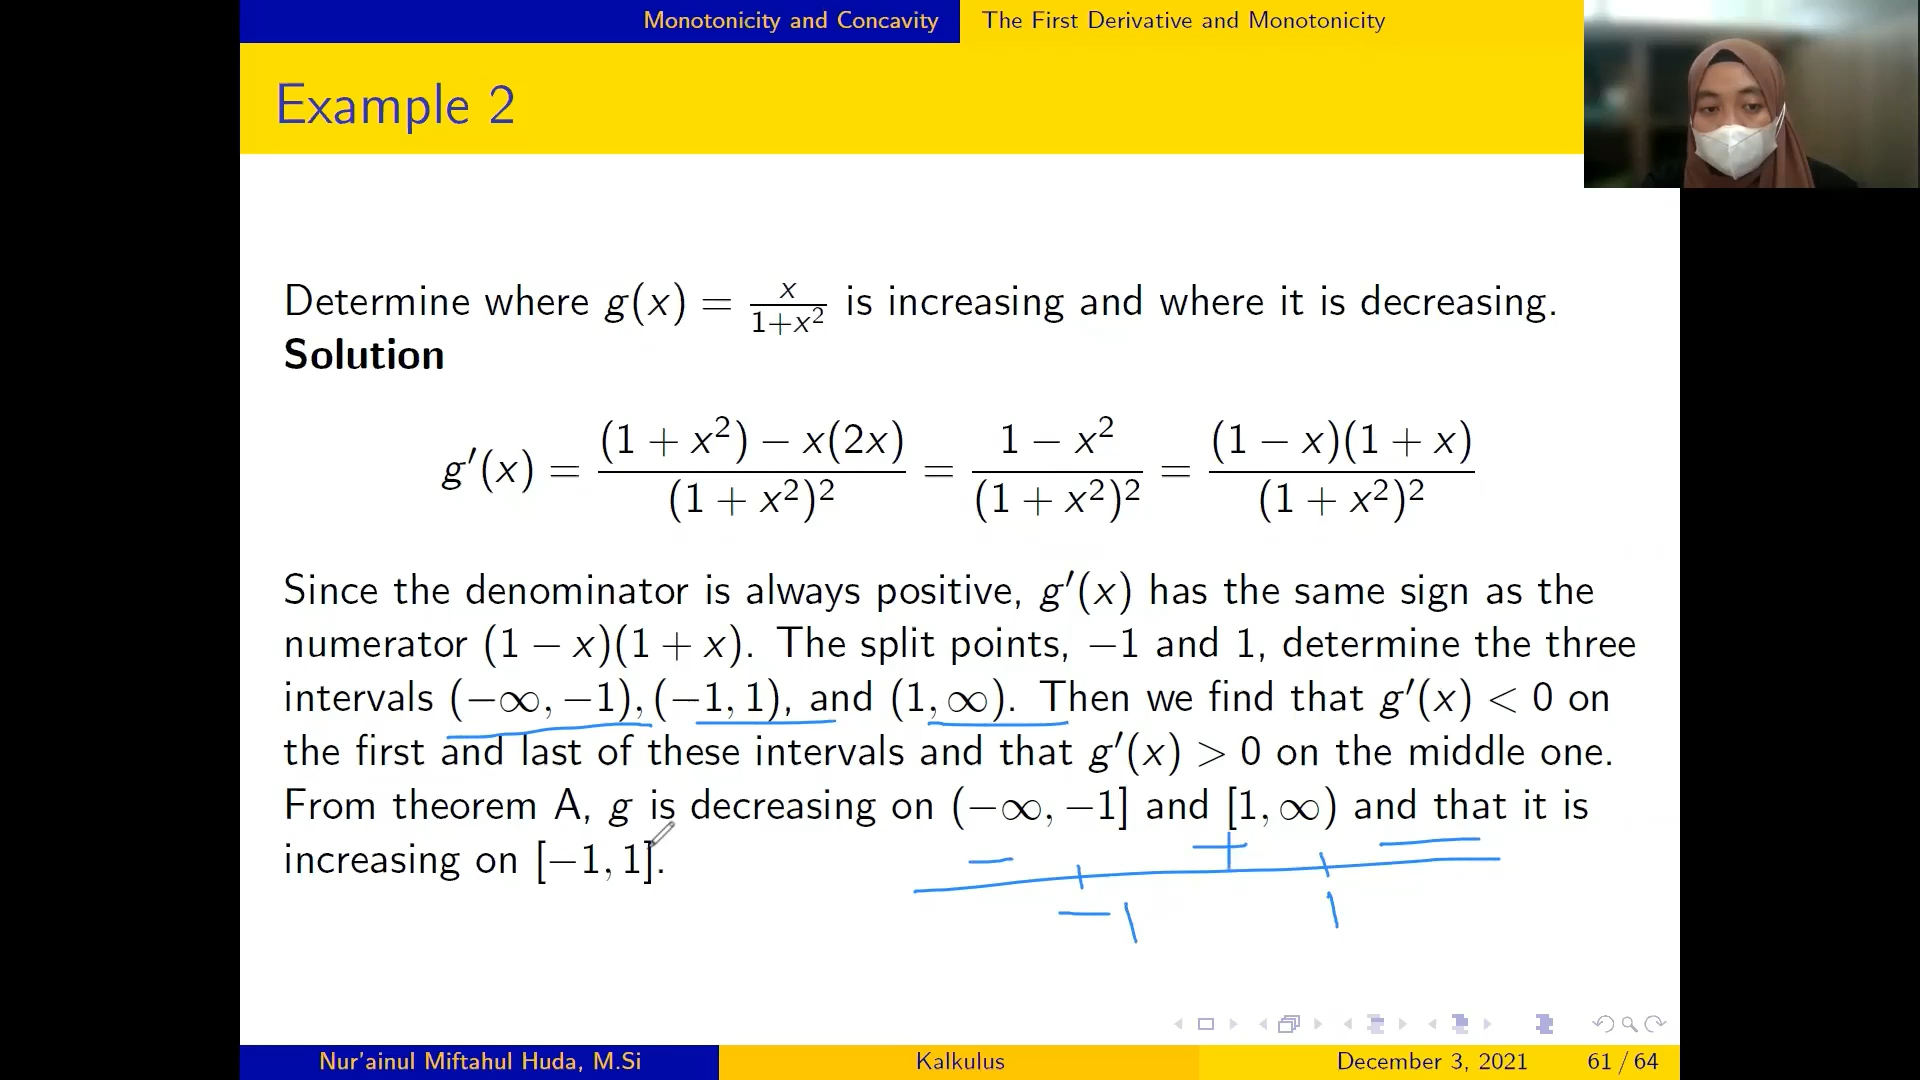 Monotonicity and Concavity
The First Derivative and Monotonicity
Example 2
Determine where g(x) = x/(1+x²) is increasing and where it is decreasing.
Solution
g′(x) = ((1 + x²) − x(2x))/(1 + x²)² = (1 − x²)/(1 + x²)² = ((1 − x)(1 + x))/(1 + x²)²
Since the denominator is always positive, g′(x) has the same sign as the
numerator (1 − x)(1 + x). The split points, −1 and 1, determine the three
intervals (−∞, −1), (−1, 1), and (1, ∞). Then we find that g′(x) < 0 on
the first and last of these intervals and that g′(x) > 0 on the middle one.
From theorem A, g is decreasing on (−∞, −1] and [1, ∞) and that it is
increasing on [−1, 1].
− + −
−1 1
Nur'ainul Miftahul Huda, M.Si
Kalkulus
December 3, 2021
61 / 64